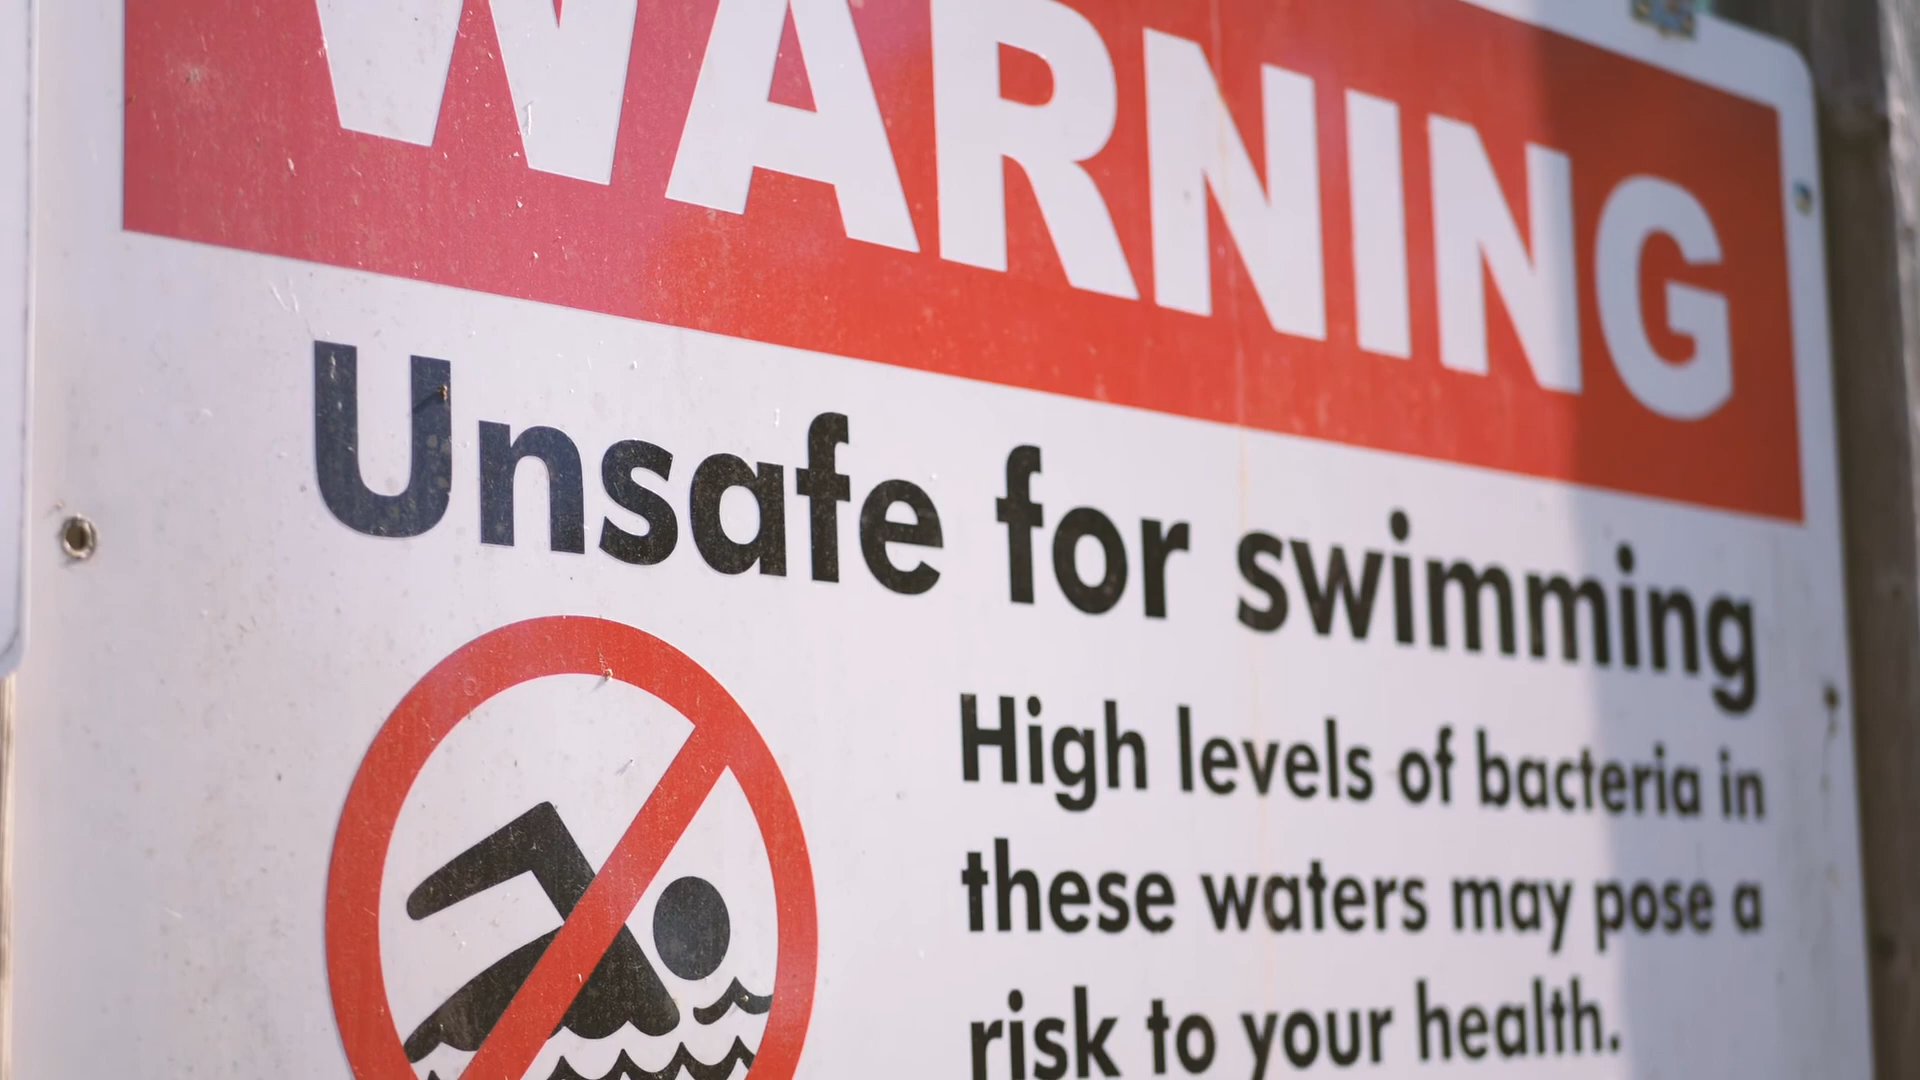 WARNING
Unsafe for swimming
High levels of bacteria in
these waters may pose a
risk to your health.